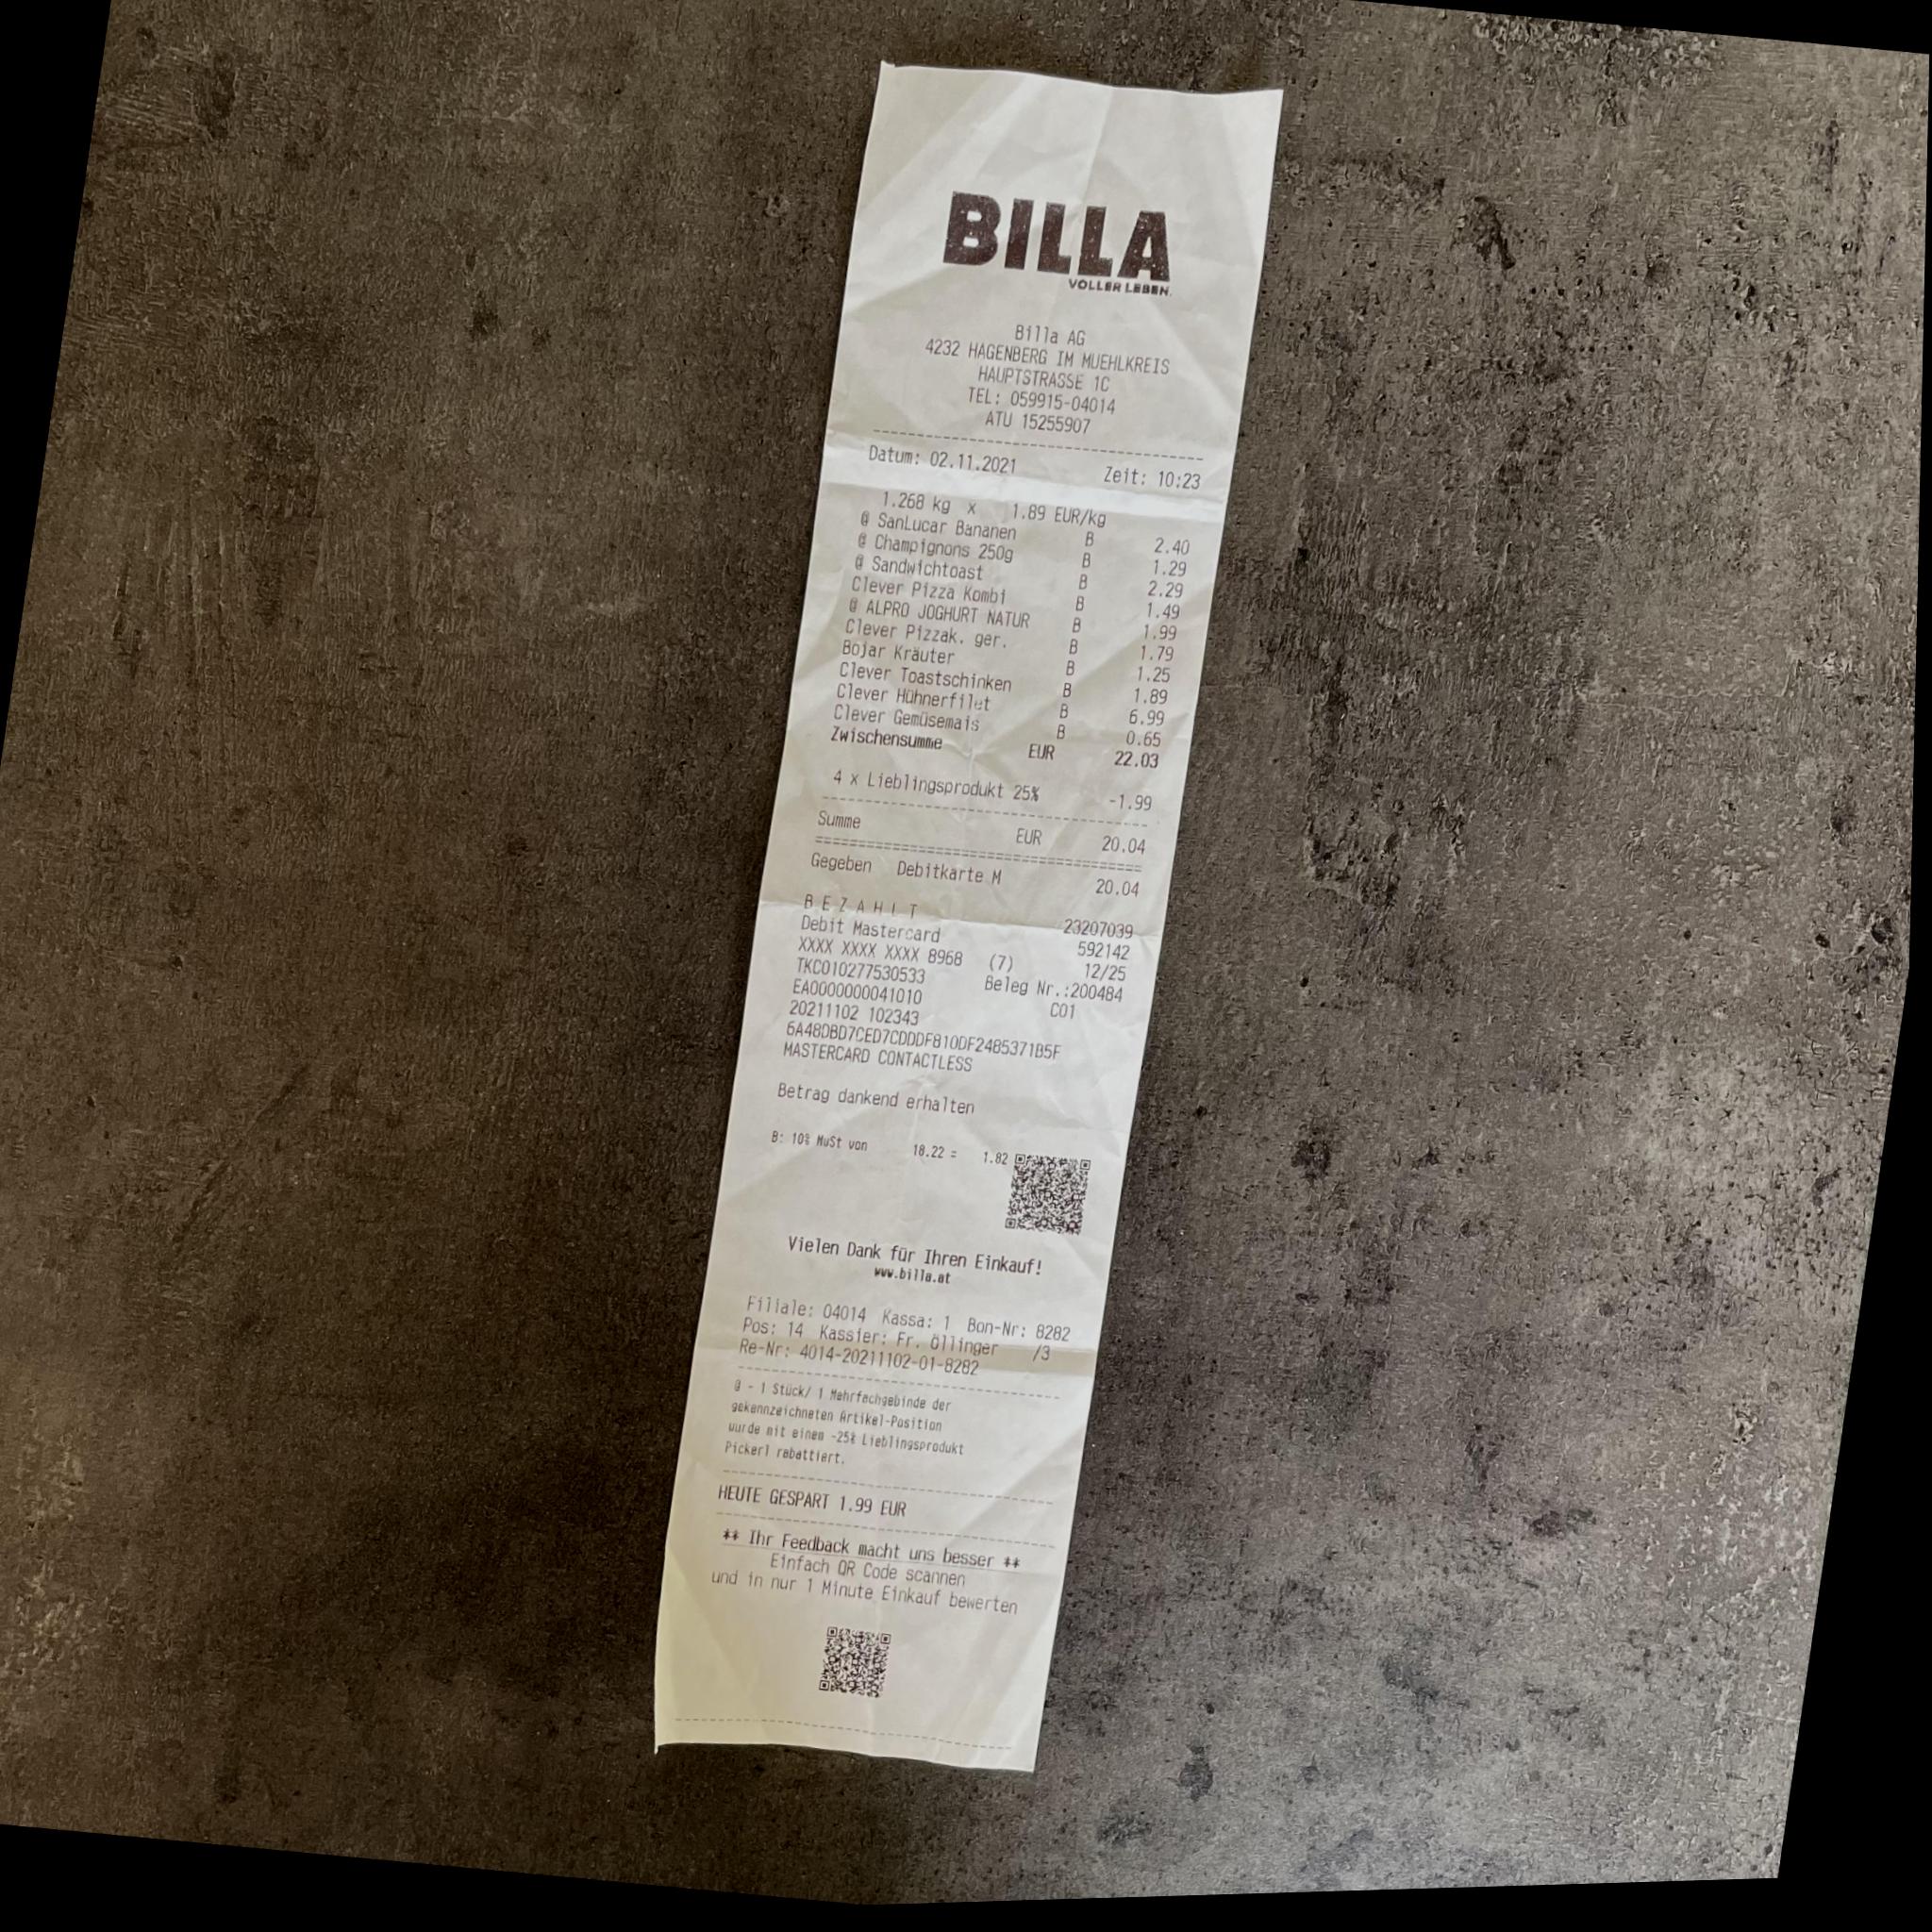 BILLA
VOLLER LEBEN.
Billa AG
4232 HAGENBERG IM MUEHLKREIS
HAUPTSTRASSE 1C
TEL: 059915-04014
ATU 15255907
Datum: 02.11.2021 Zeit: 10:23
1.268 kg x 1.89 EUR/kg
@ SanLucar Bananen B 2.40
@ Champignons 250g B 1.29
@ Sandwichtoast B 2.29
Clever Pizza Kombi B 1.49
@ ALPRO JOGHURT NATUR B 1.99
Clever Pizzak. ger. B 1.79
Bojar Kräuter B 1.25
Clever Toastschinken B 1.89
Clever Hühnerfilet B 6.99
Clever Gemüsemais B 0.65
Zwischensumme EUR 22.03
4 x Lieblingsprodukt 25% -1.99
Summe EUR 20.04
Gegeben Debitkarte M 20.04
B E Z A H L T 23207039
Debit Mastercard 592142
XXXX XXXX XXXX 8968 (7) 12/25
TKC010277530533 Beleg Nr.:200484
EA0000000041010 C01
20211102 102343
6A48DBD7CED7CDDDF810DF2485371B5F
MASTERCARD CONTACTLESS
Betrag dankend erhalten
B: 10% MwSt von 18.22 = 1.82
Vielen Dank für Ihren Einkauf!
www.billa.at
Filiale: 04014 Kassa: 1 Bon-Nr: 8282
Pos: 14 Kassier: Fr. Öllinger /3
Re-Nr: 4014-20211102-01-8282
@ - 1 Stück/ 1 Mehrfachgebinde der
gekennzeichneten Artikel-Position
wurde mit einem -25% Lieblingsprodukt
Pickerl rabattiert.
HEUTE GESPART 1.99 EUR
** Ihr Feedback macht uns besser **
Einfach QR Code scannen
und in nur 1 Minute Einkauf bewerten